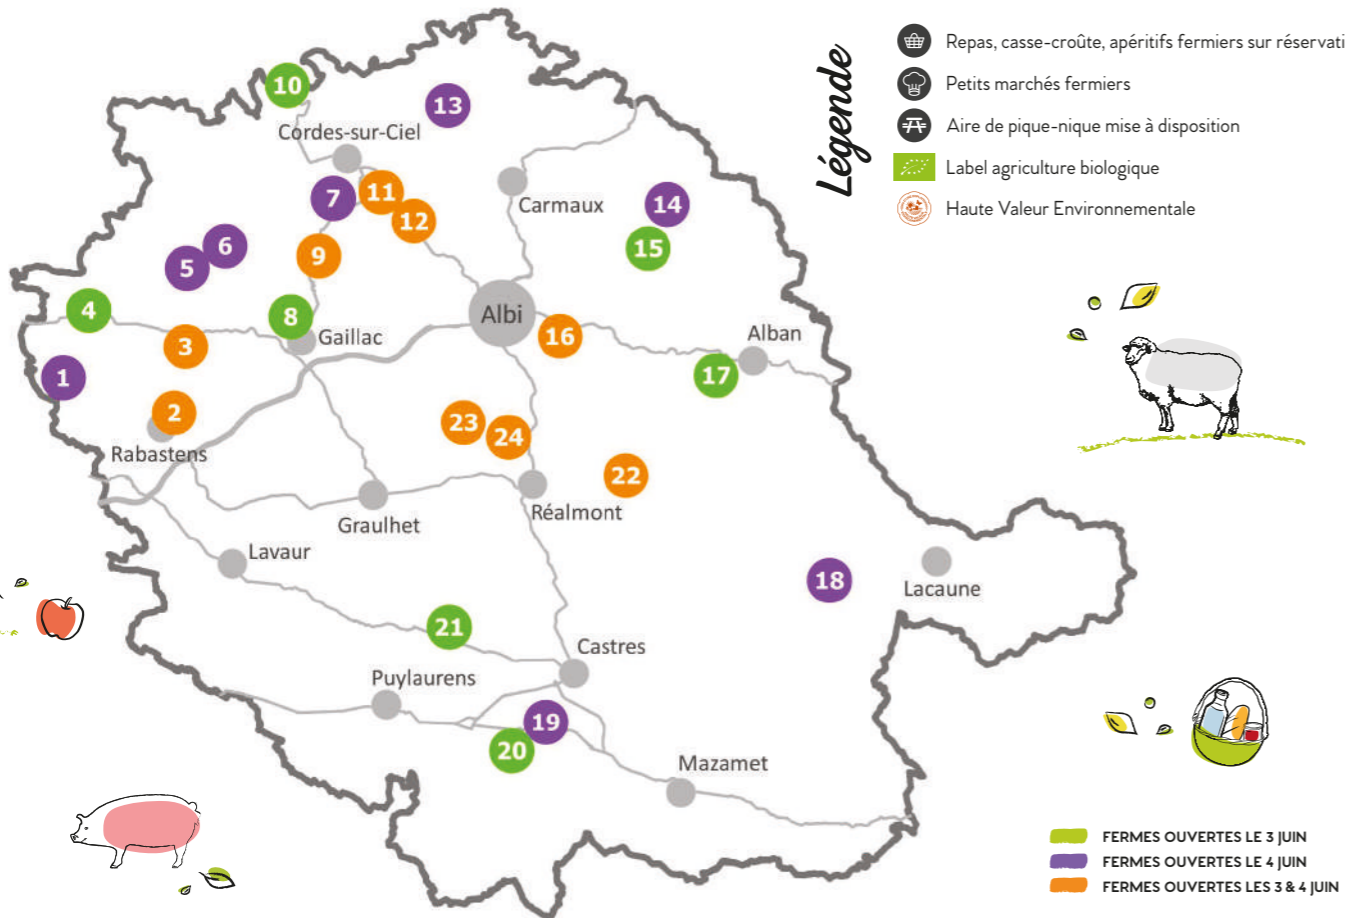 Légende
Repas, casse-croûte, apéritifs fermiers sur réservati
Petits marchés fermiers
Aire de pique-nique mise à disposition
Label agriculture biologique
Haute Valeur Environnementale
10
13
Cordes-sur-Ciel
7
11
12
Carmaux
14
15
5
6
9
4
8
Gaillac
Albi
16
Alban
3
17
1
2
Rabastens
23
24
22
Graulhet
Réalmont
Lavaur
18
Lacaune
21
Castres
Puylaurens
19
20
Mazamet
FERMES OUVERTES LE 3 JUIN
FERMES OUVERTES LE 4 JUIN
FERMES OUVERTES LES 3 & 4 JUIN